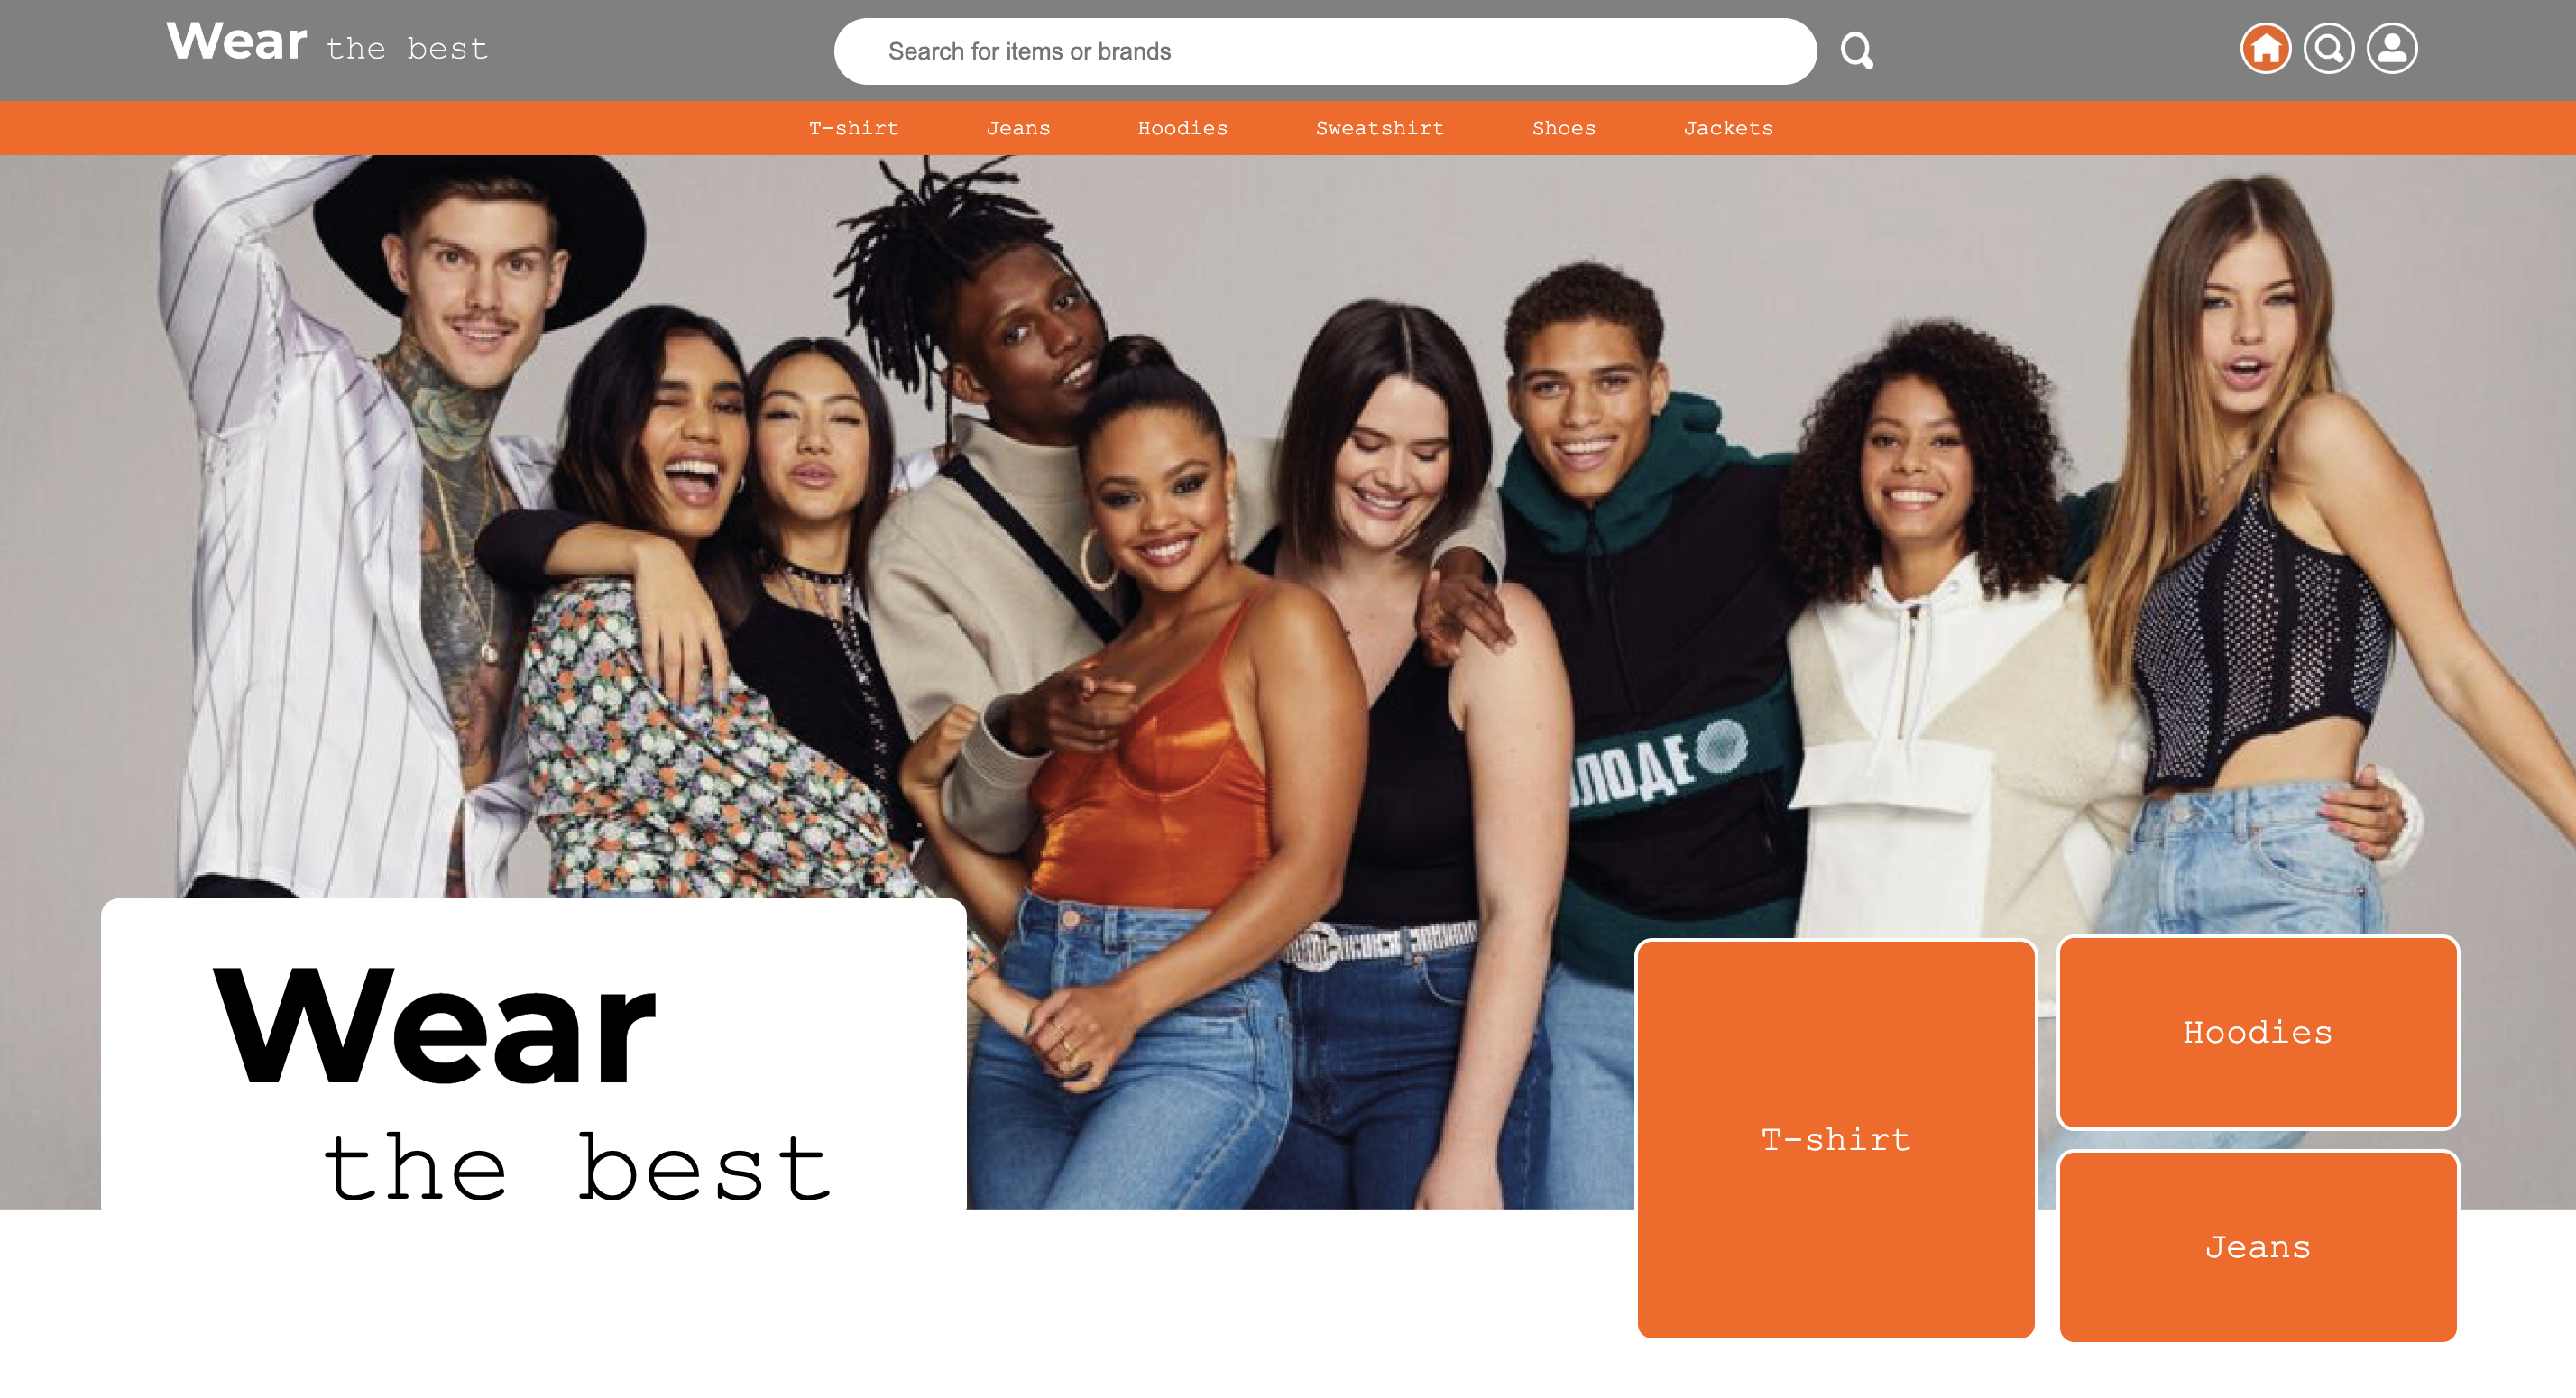 Wear the best
Search for items or brands
T-shirt Jeans Hoodies Sweatshirt Shoes Jackets
ЛОДЕ
Wear
the best
T-shirt
Hoodies
Jeans